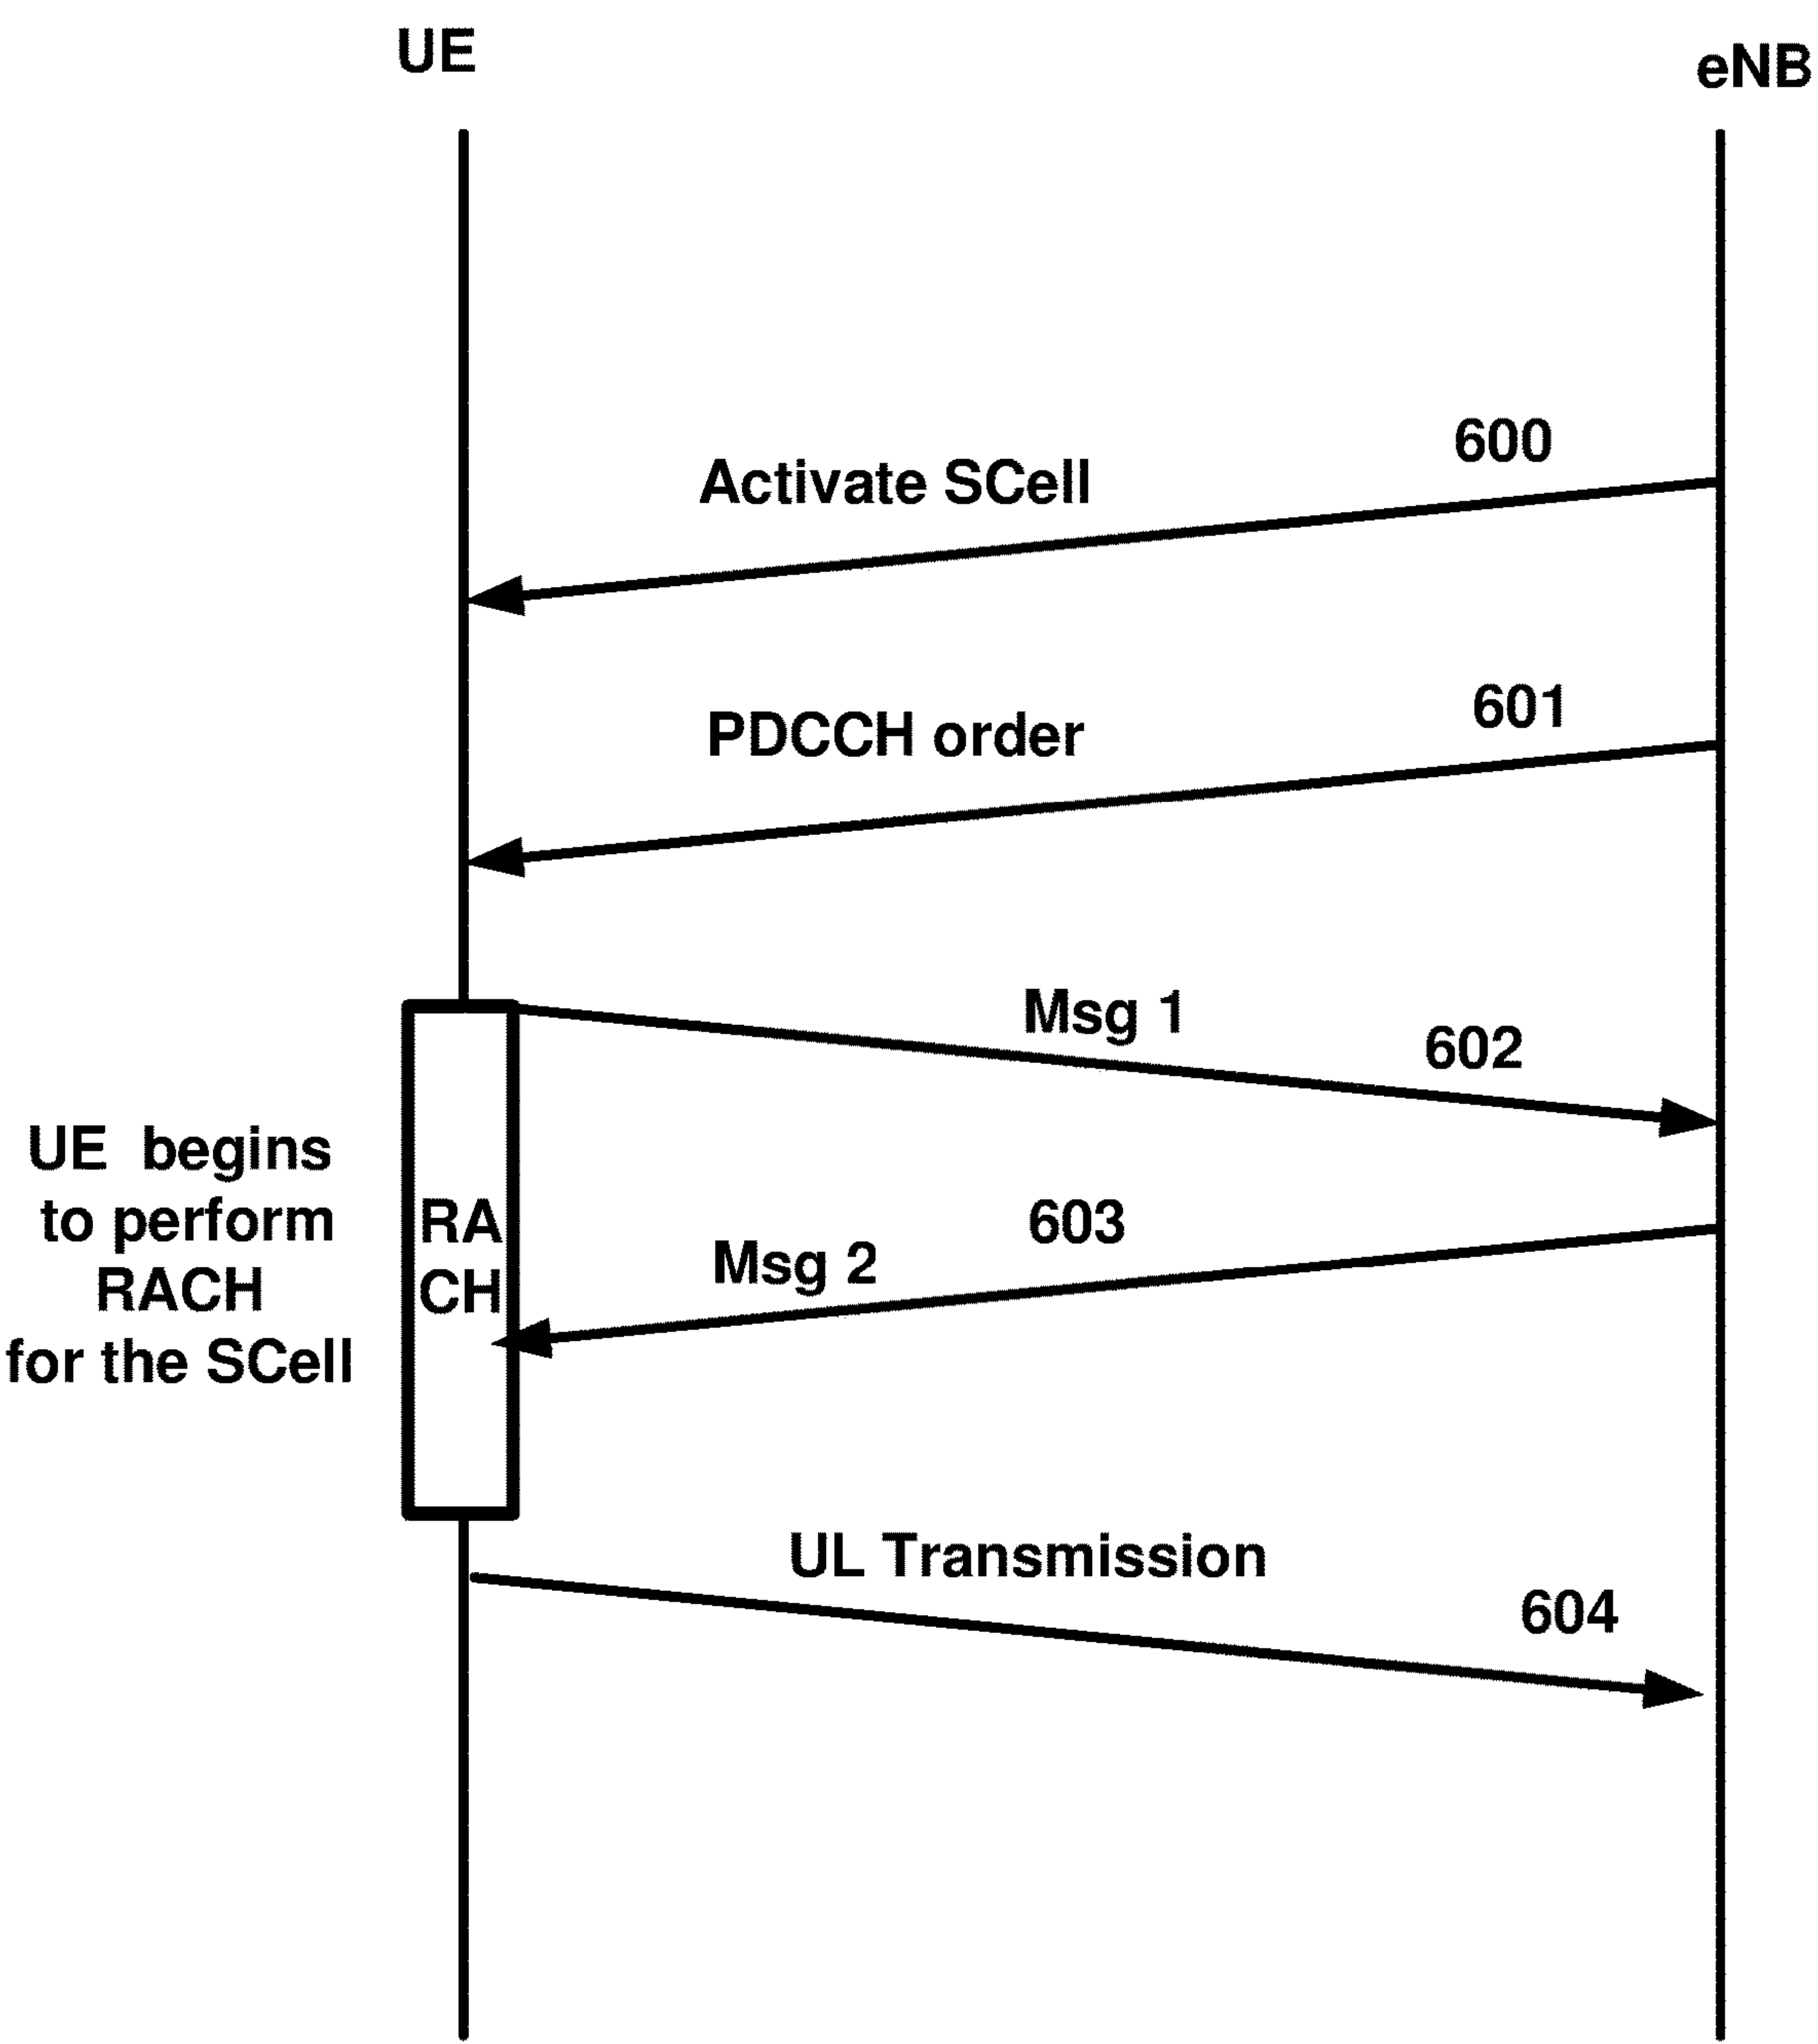 UE
eNB
600
Activate SCell
601
PDCCH order
Msg 1
602
UE begins
to perform
RACH
for the SCell
RA
CH
603
Msg 2
UL Transmission
604